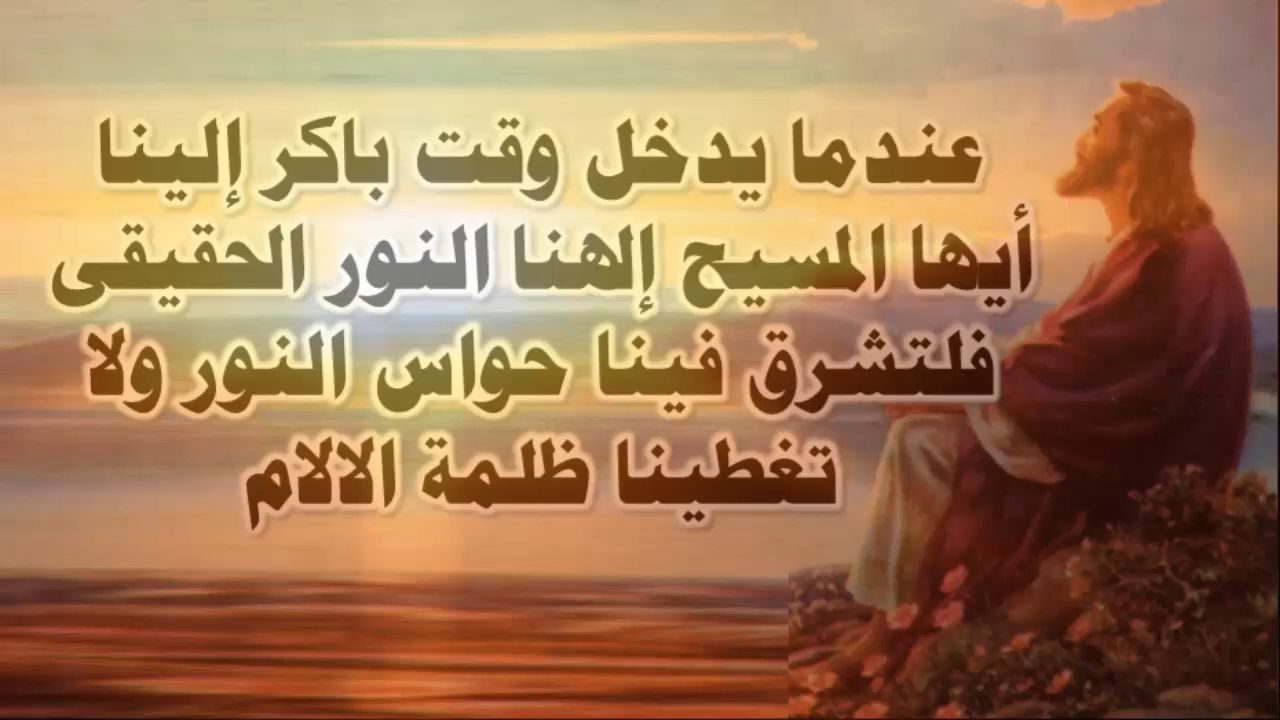 عندما يدخل وقت باكر إلينا
أيها المسيح إلهنا النور الحقيقى
فلتشرق فينا حواس النور ولا
تغطينا ظلمة الالام